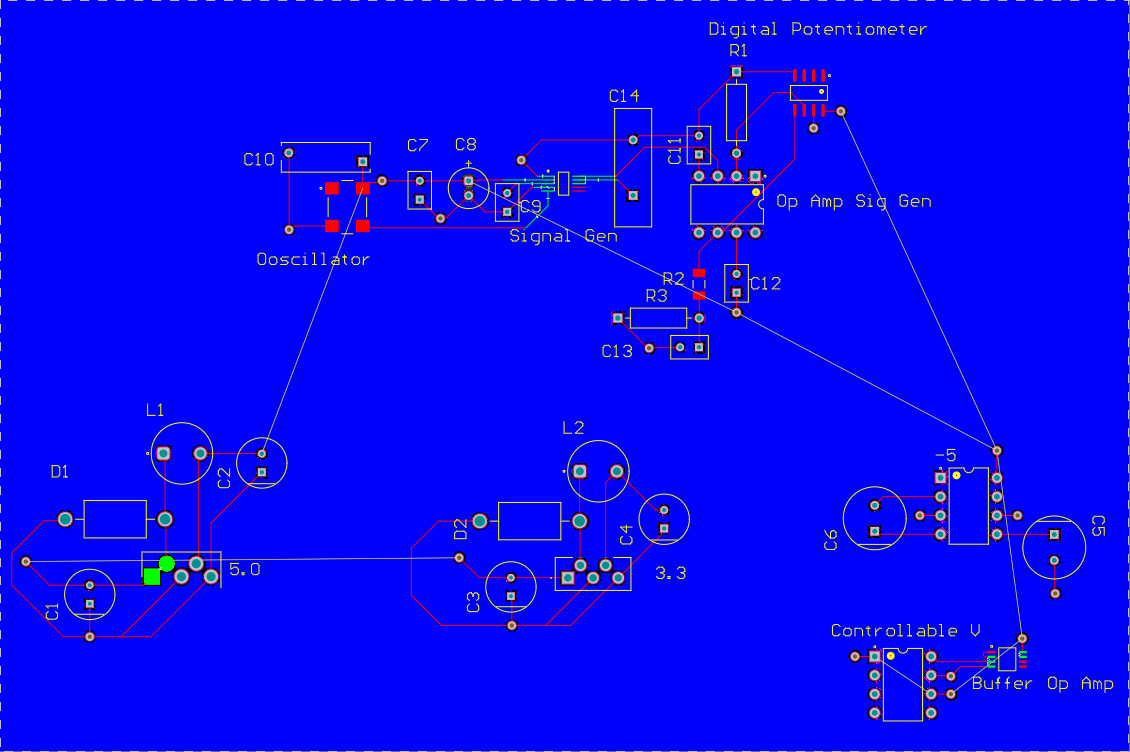 Digital Potentiometer
R1
C14
C7
C8
C10
C11
C9
Op Amp Sig Gen
Signal Gen
Ooscillator
R2
C12
R3
C13
L1
L2
D1
C2
-5
D2
C4
C6
C5
5.0
3.3
C1
C3
Controllable V
Buffer Op Amp